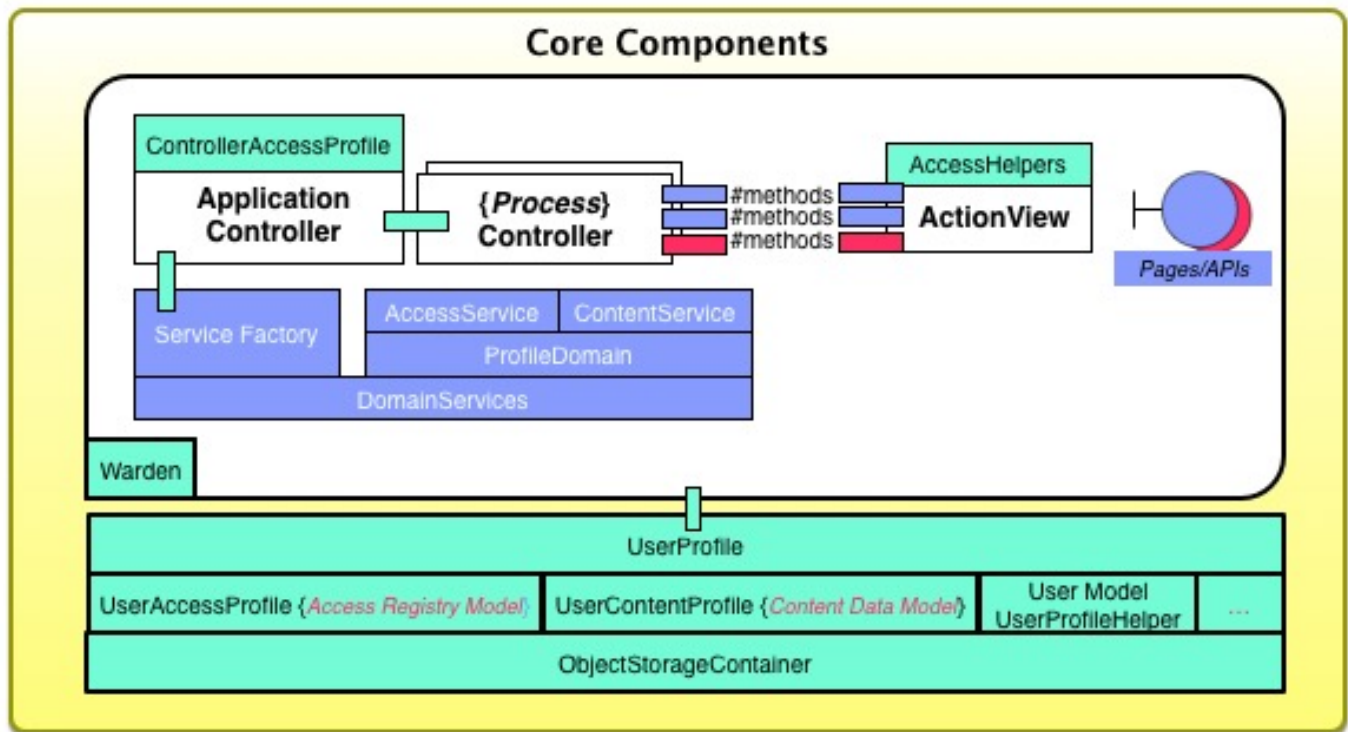 Core Components
ControllerAccessProfile
Application
Controller
{Process}
Controller
#methods
#methods
#methods
AccessHelpers
ActionView
Pages/APIs
Service Factory
AccessService
ContentService
ProfileDomain
DomainServices
Warden
UserProfile
UserAccessProfile {Access Registry Model}
UserContentProfile {Content Data Model}
User Model
UserProfileHelper
...
ObjectStorageContainer